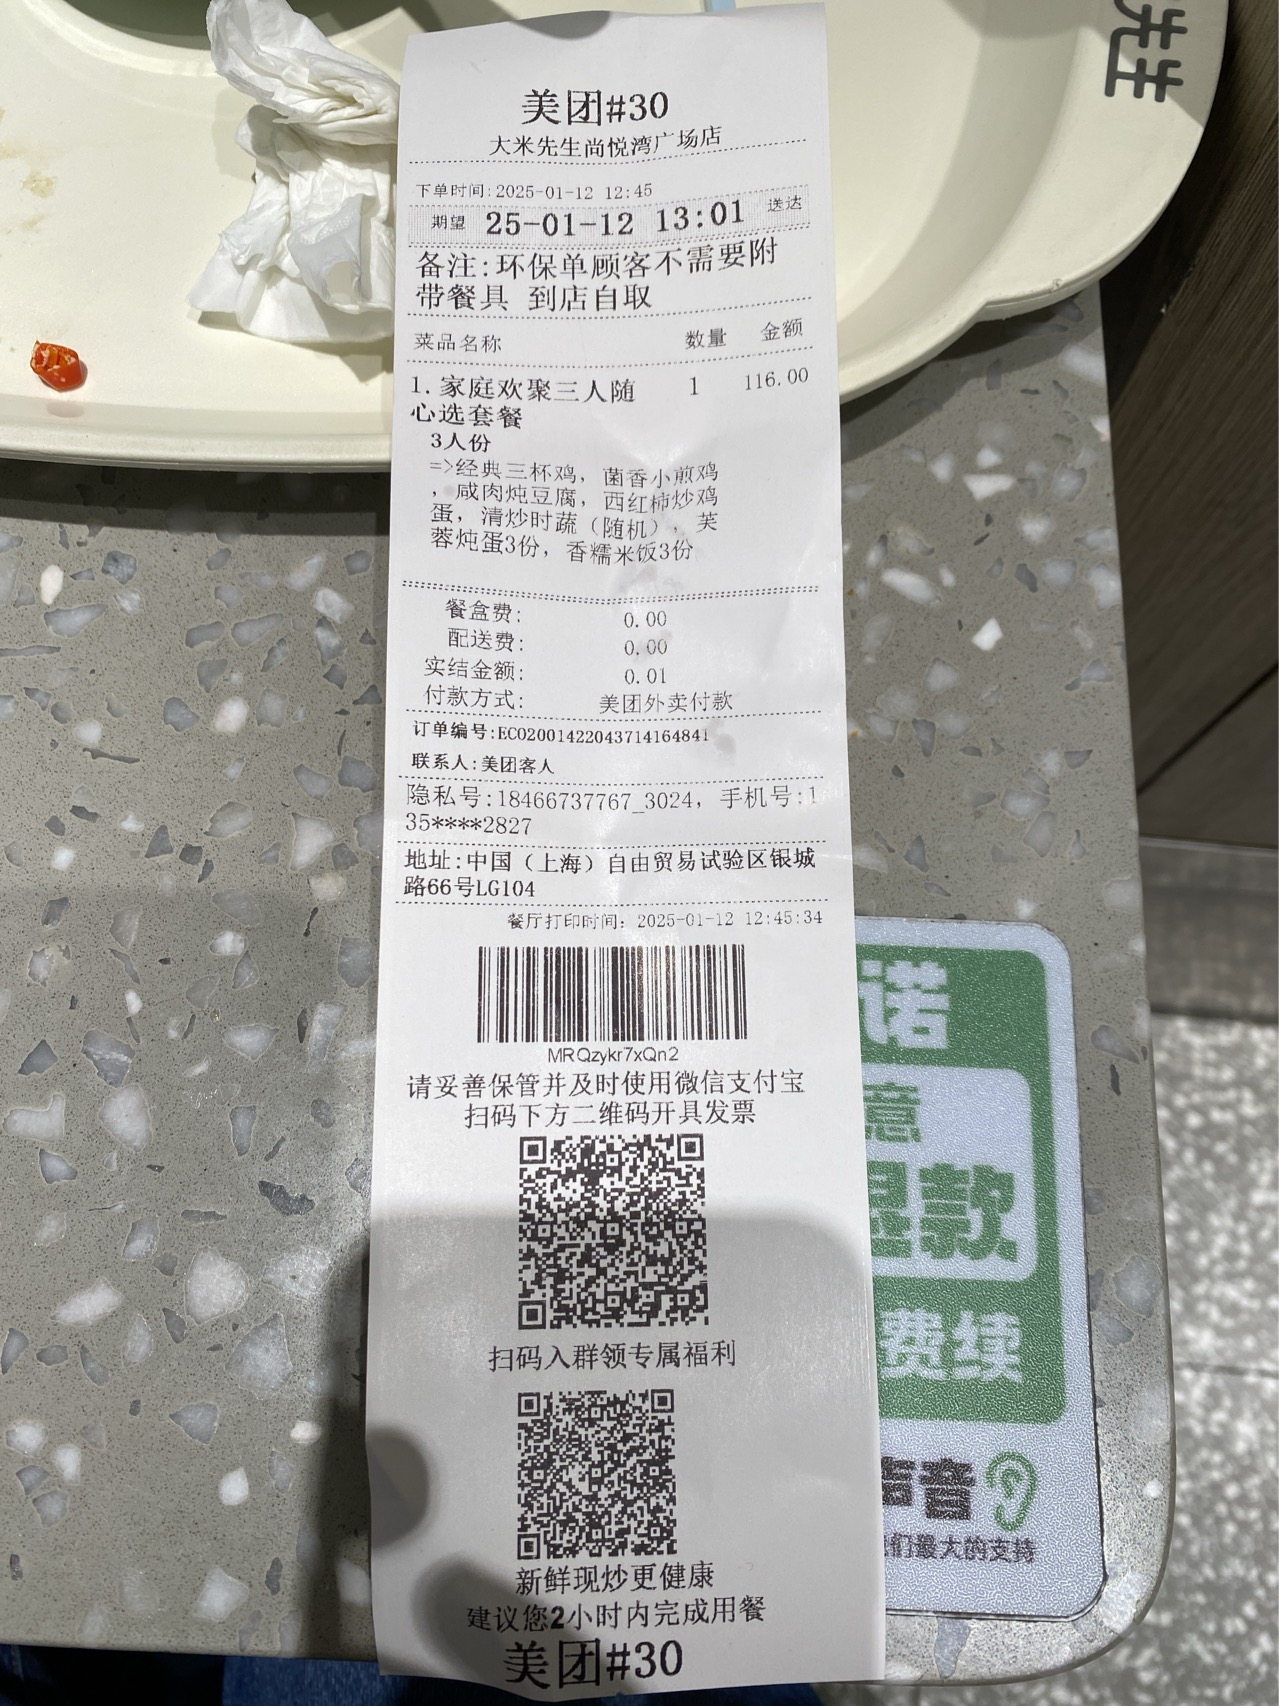 先生
美团#30
大米先生尚悦湾广场店
下单时间:2025-01-12 12:45
期望 25-01-12 13:01 送达
备注:环保单顾客不需要附
带餐具 到店自取
菜品名称 数量 金额
1.家庭欢聚三人随 1 116.00
心选套餐
3人份
=>经典三杯鸡, 菌香小煎鸡
, 咸肉炖豆腐, 西红柿炒鸡
蛋, 清炒时蔬(随机), 芙
蓉炖蛋3份, 香糯米饭3份
餐盒费: 0.00
配送费: 0.00
实结金额: 0.01
付款方式: 美团外卖付款
订单编号:EC02001422043714164841
联系人:美团客人
隐私号:18466737767_3024, 手机号:1
35****2827
地址:中国(上海)自由贸易试验区银城
路66号LG104
餐厅打印时间: 2025-01-12 12:45:34
MRQzykr7xQn2
请妥善保管并及时使用微信支付宝
扫码下方二维码开具发票
扫码入群领专属福利
新鲜现炒更健康
建议您2小时内完成用餐
美团#30
诺
意
退款
费续
声音
们最大的支持